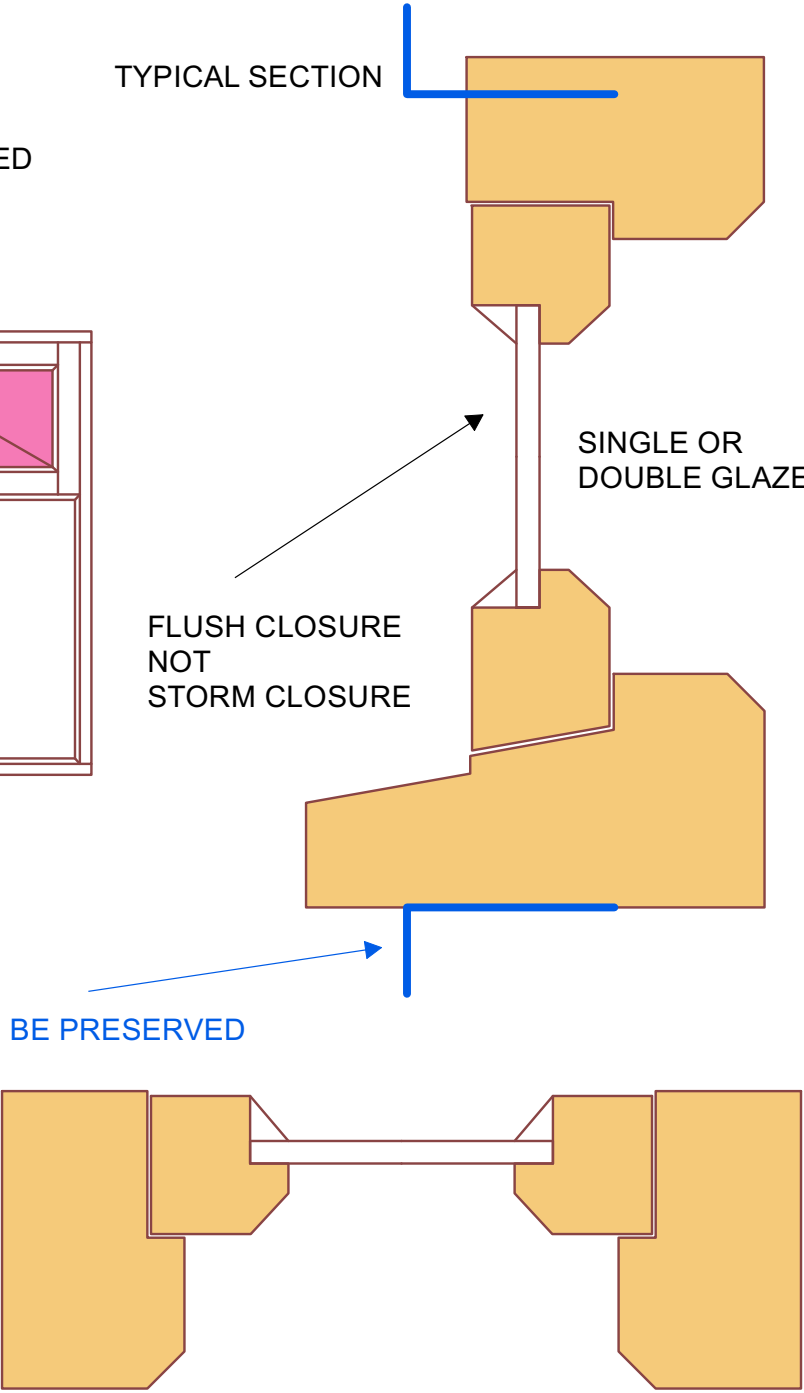 TYPICAL SECTION
ED
SINGLE OR
DOUBLE GLAZE
FLUSH CLOSURE
NOT
STORM CLOSURE
BE PRESERVED